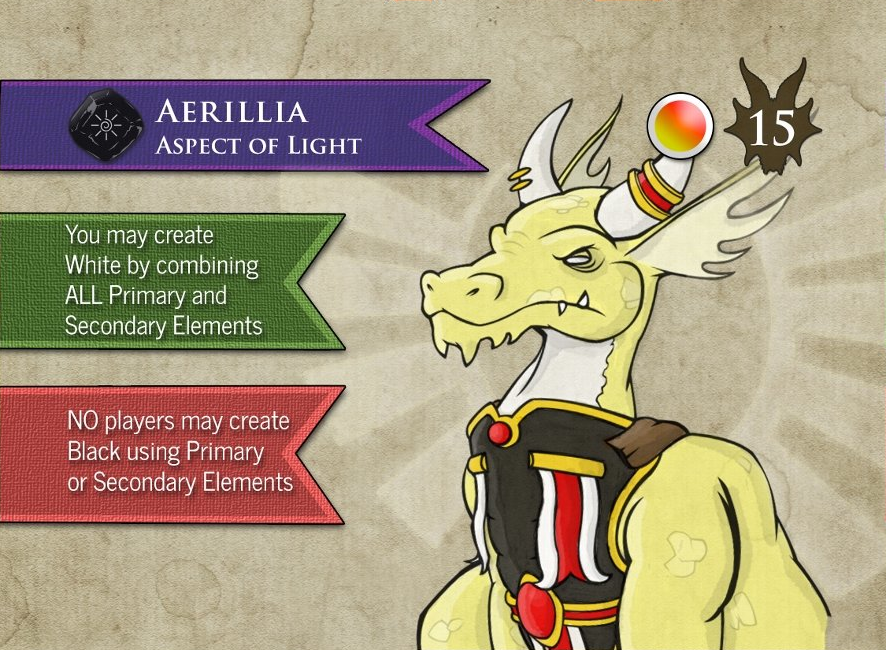 AERILLIA
ASPECT OF LIGHT
15
You may create
White by combining
ALL Primary and
Secondary Elements
NO players may create
Black using Primary
or Secondary Elements